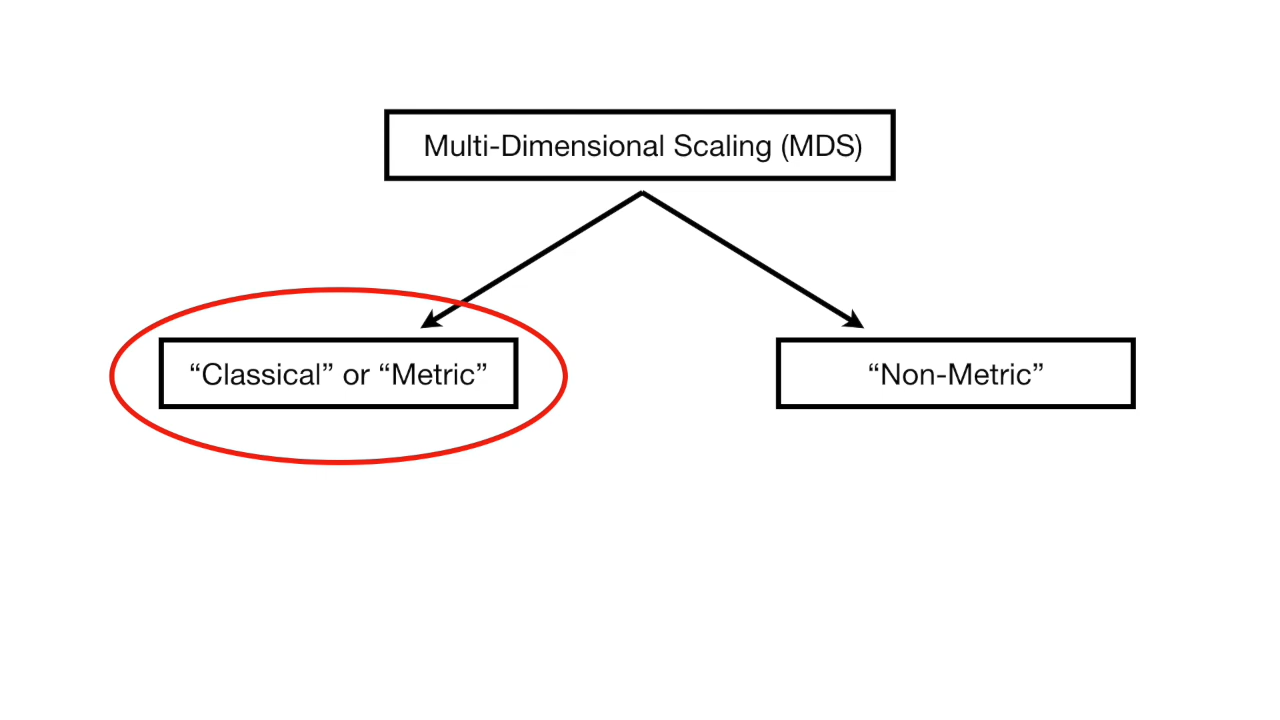 Multi-Dimensional Scaling (MDS)
“Classical” or “Metric”
“Non-Metric”